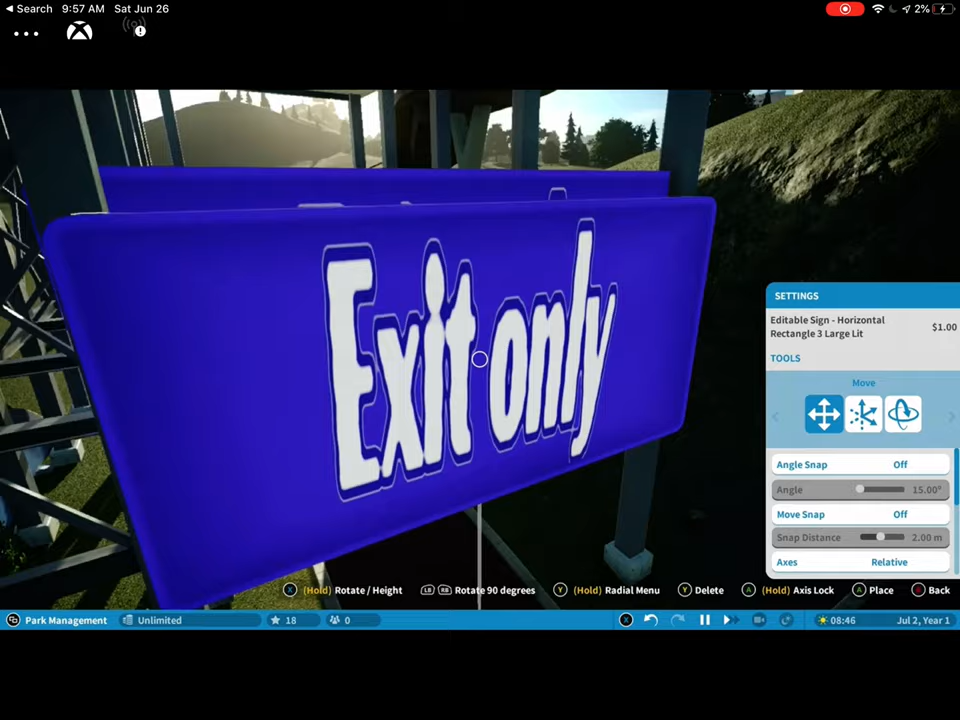 Search 9:57 AM Sat Jun 26 2%
Exit only
SETTINGS
Editable Sign - Horizontal
Rectangle 3 Large Lit $1.00
TOOLS
Move
Angle Snap Off
Angle 15.00°
Move Snap Off
Snap Distance 2.00 m
Axes Relative
X (Hold) Rotate / Height LB RB Rotate 90 degrees Y (Hold) Radial Menu Y Delete A (Hold) Axis Lock A Place B Back
Park Management Unlimited 18 0 X 08:46 Jul 2, Year 1